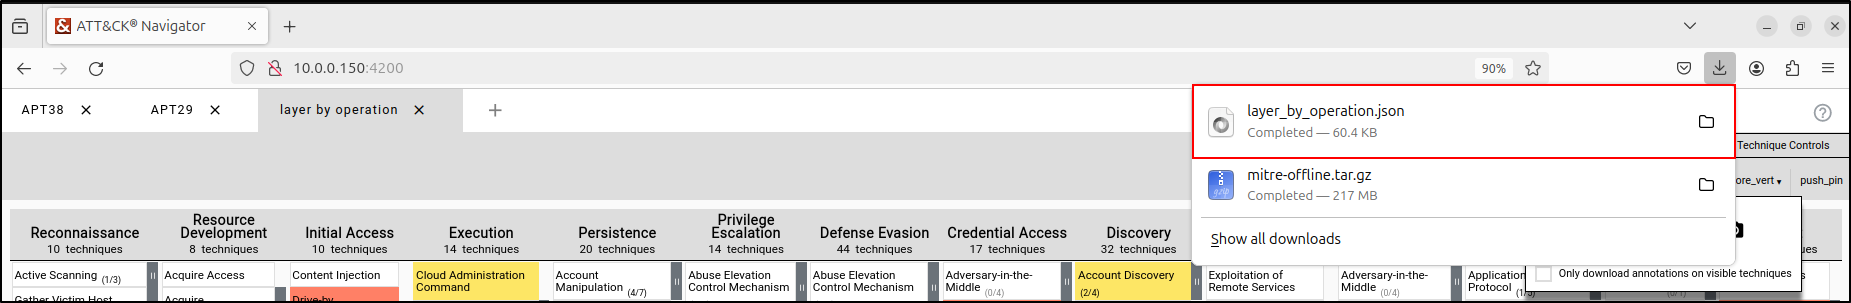 ATT&CK® Navigator
10.0.0.150:4200
90%
APT38
APT29
layer by operation
layer_by_operation.json
Completed — 60.4 KB
mitre-offline.tar.gz
Completed — 217 MB
Show all downloads
Technique Controls
ore_vert
push_pin
Only download annotations on visible techniques
Reconnaissance
10 techniques
Resource
Development
8 techniques
Initial Access
10 techniques
Execution
14 techniques
Persistence
20 techniques
Privilege
Escalation
14 techniques
Defense Evasion
44 techniques
Credential Access
17 techniques
Discovery
32 techniques
ues
Active Scanning (1/3)
Gather Victim Host
Acquire Access
Acquire
Content Injection
Drive-by
Cloud Administration
Command
Account
Manipulation (4/7)
Abuse Elevation
Control Mechanism
Abuse Elevation
Control Mechanism
Adversary-in-the-
Middle (0/4)
Account Discovery
(2/4)
Exploitation of
Remote Services
Adversary-in-the-
Middle (0/4)
Application
Protocol